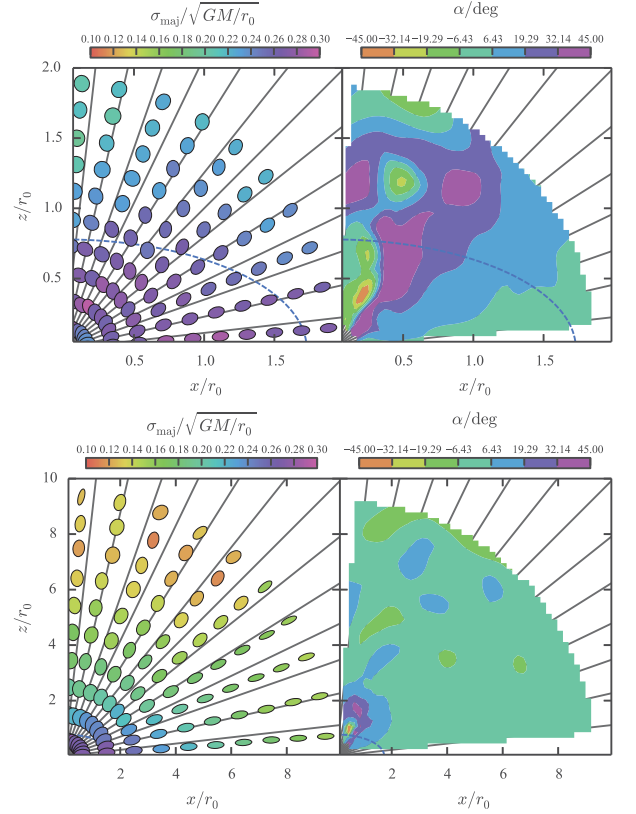 σ_maj/√GM/r₀
α/deg
0.10 0.12 0.14 0.16 0.18 0.20 0.22 0.24 0.26 0.28 0.30
−45.00 −32.14 −19.29 −6.43 6.43 19.29 32.14 45.00
2.0
1.5
1.0
0.5
z/r₀
0.5 1.0 1.5
0.5 1.0 1.5
x/r₀
x/r₀
σ_maj/√GM/r₀
α/deg
0.10 0.12 0.14 0.16 0.18 0.20 0.22 0.24 0.26 0.28 0.30
−45.00 −32.14 −19.29 −6.43 6.43 19.29 32.14 45.00
10
8
6
4
2
z/r₀
2 4 6 8
2 4 6 8
x/r₀
x/r₀